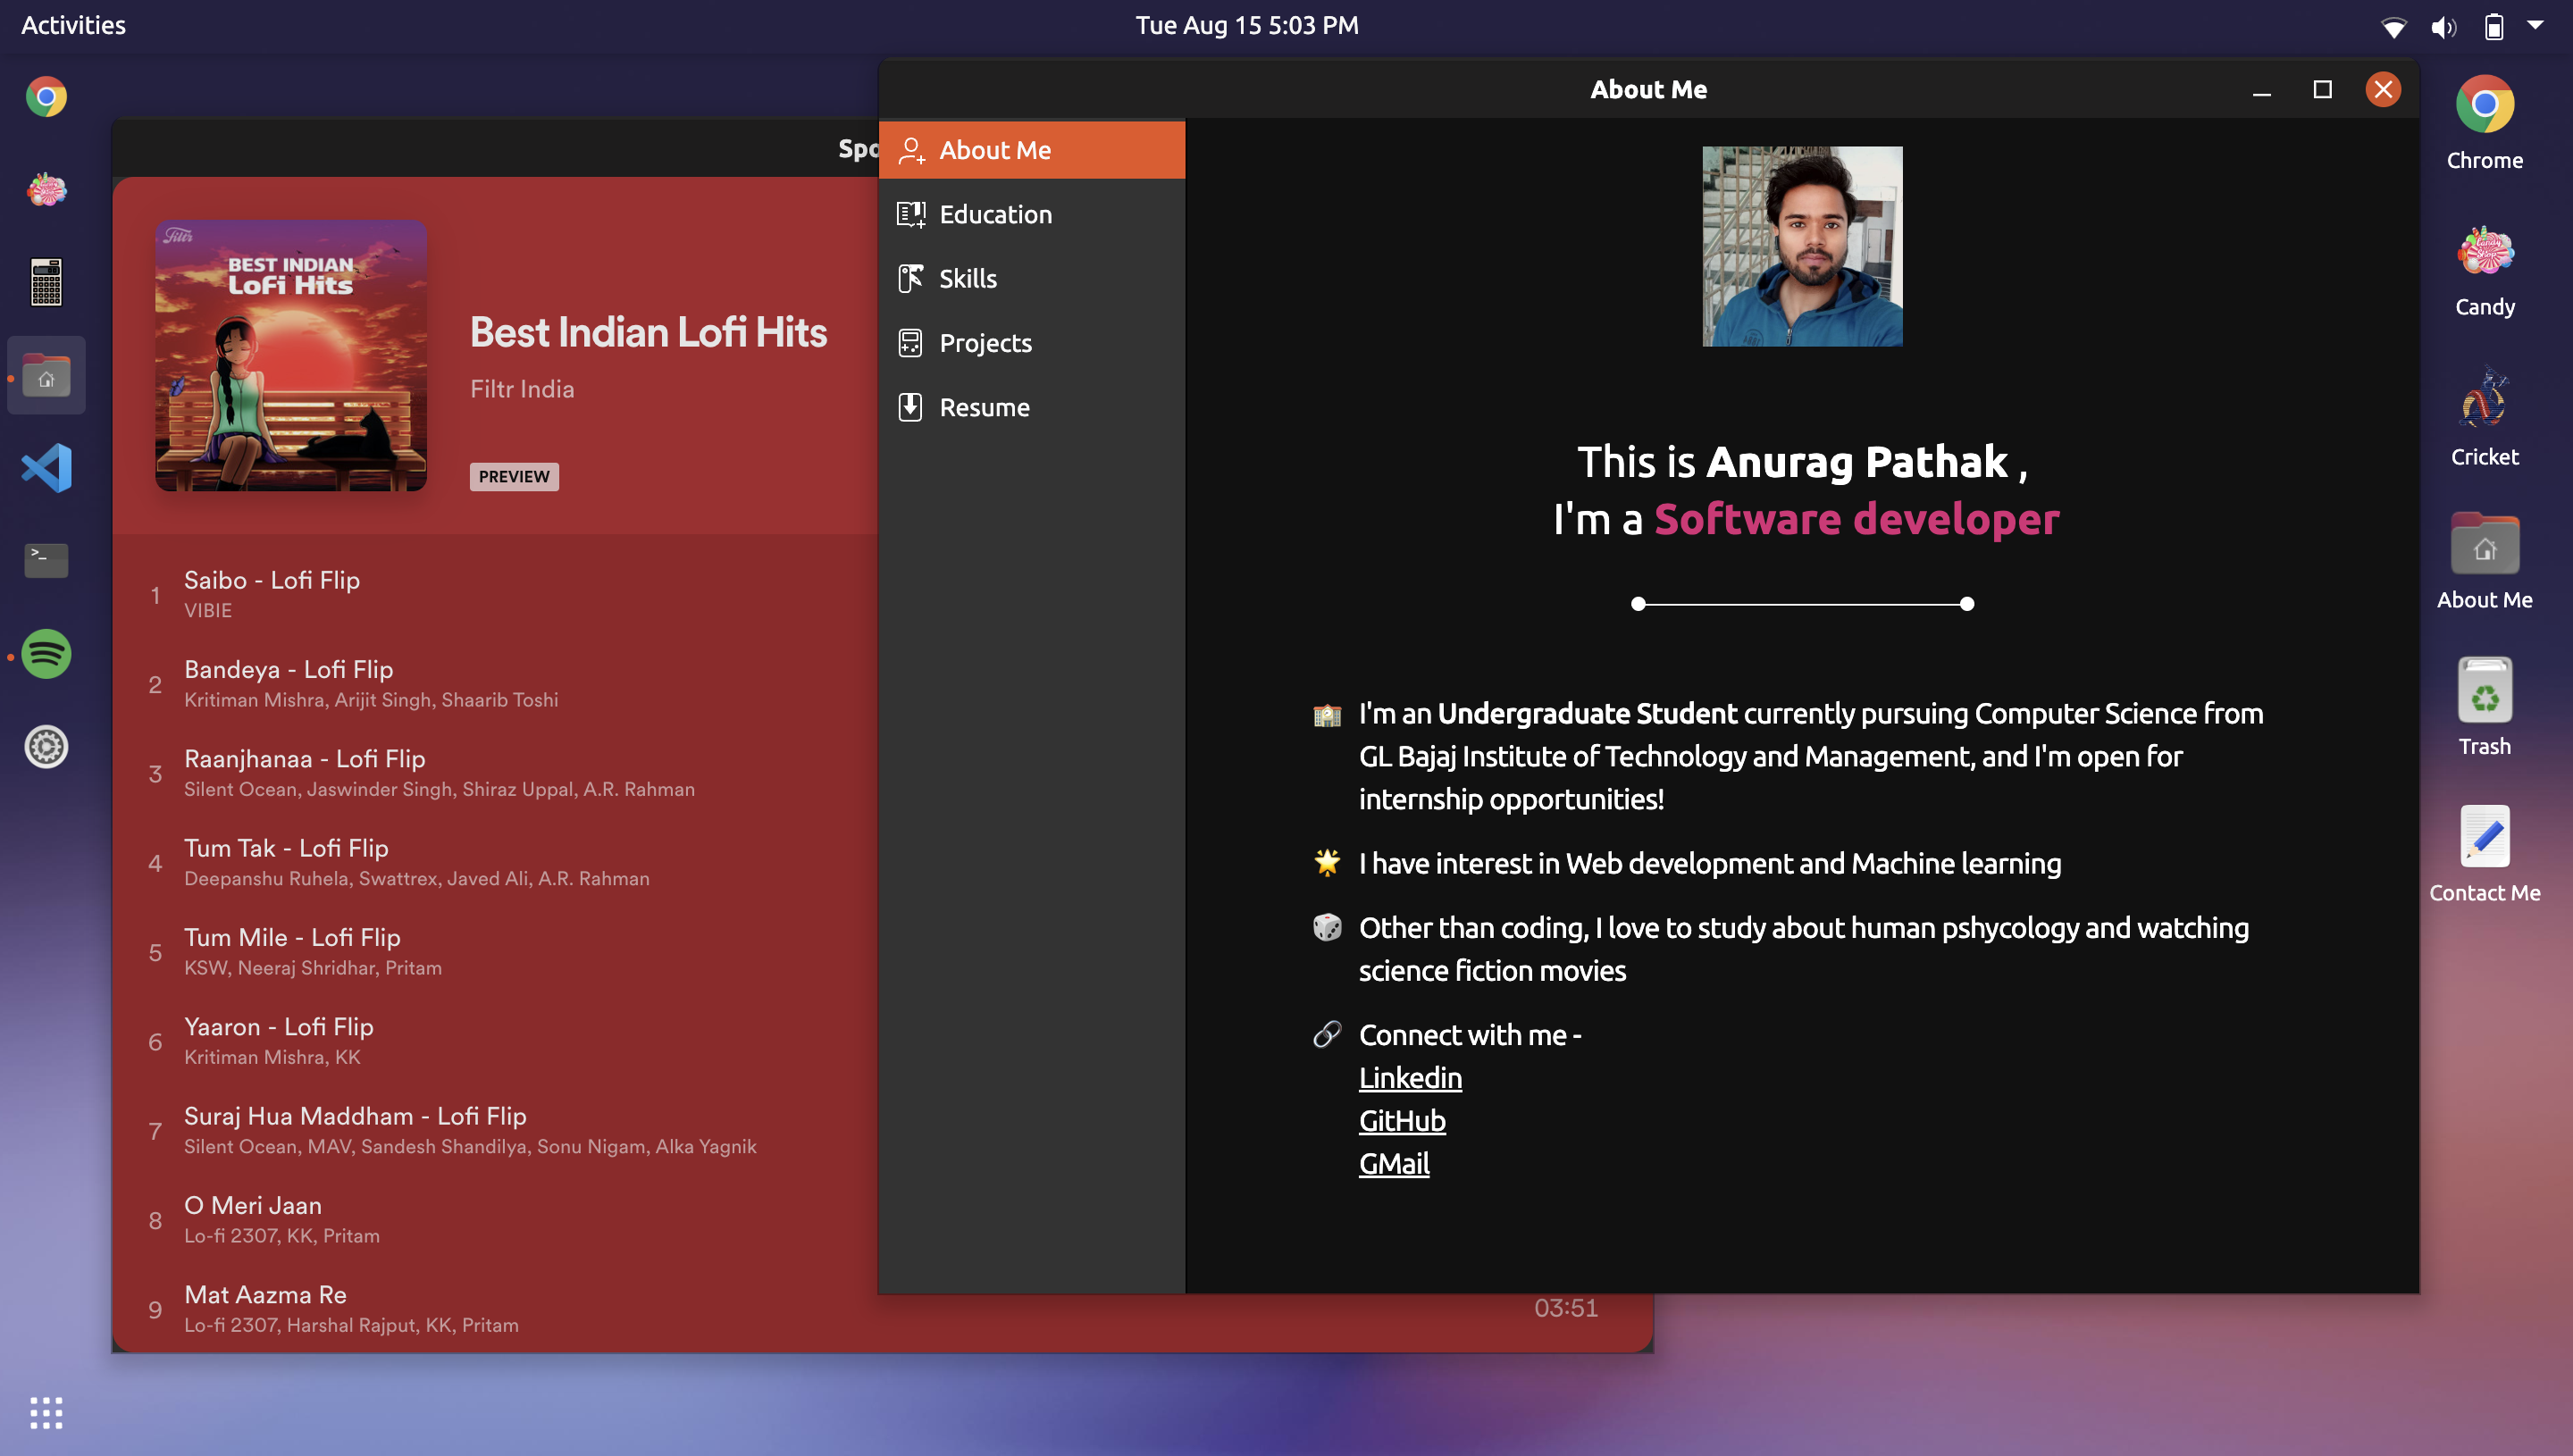 Activities
Tue Aug 15 5:03 PM
Spo
Filtr
BEST INDIAN
LoFi Hits
Best Indian Lofi Hits
Filtr India
PREVIEW
1 Saibo - Lofi Flip
VIBIE
2 Bandeya - Lofi Flip
Kritiman Mishra, Arijit Singh, Shaarib Toshi
3 Raanjhanaa - Lofi Flip
Silent Ocean, Jaswinder Singh, Shiraz Uppal, A.R. Rahman
4 Tum Tak - Lofi Flip
Deepanshu Ruhela, Swattrex, Javed Ali, A.R. Rahman
5 Tum Mile - Lofi Flip
KSW, Neeraj Shridhar, Pritam
6 Yaaron - Lofi Flip
Kritiman Mishra, KK
7 Suraj Hua Maddham - Lofi Flip
Silent Ocean, MAV, Sandesh Shandilya, Sonu Nigam, Alka Yagnik
8 O Meri Jaan
Lo-fi 2307, KK, Pritam
9 Mat Aazma Re
Lo-fi 2307, Harshal Rajput, KK, Pritam
03:51
About Me
About Me
Education
Skills
Projects
Resume
This is Anurag Pathak ,
I'm a Software developer
I'm an Undergraduate Student currently pursuing Computer Science from
GL Bajaj Institute of Technology and Management, and I'm open for
internship opportunities!
I have interest in Web development and Machine learning
Other than coding, I love to study about human pshycology and watching
science fiction movies
Connect with me -
Linkedin
GitHub
GMail
Chrome
Candy Shop
Candy
Cricket
About Me
Trash
Contact Me